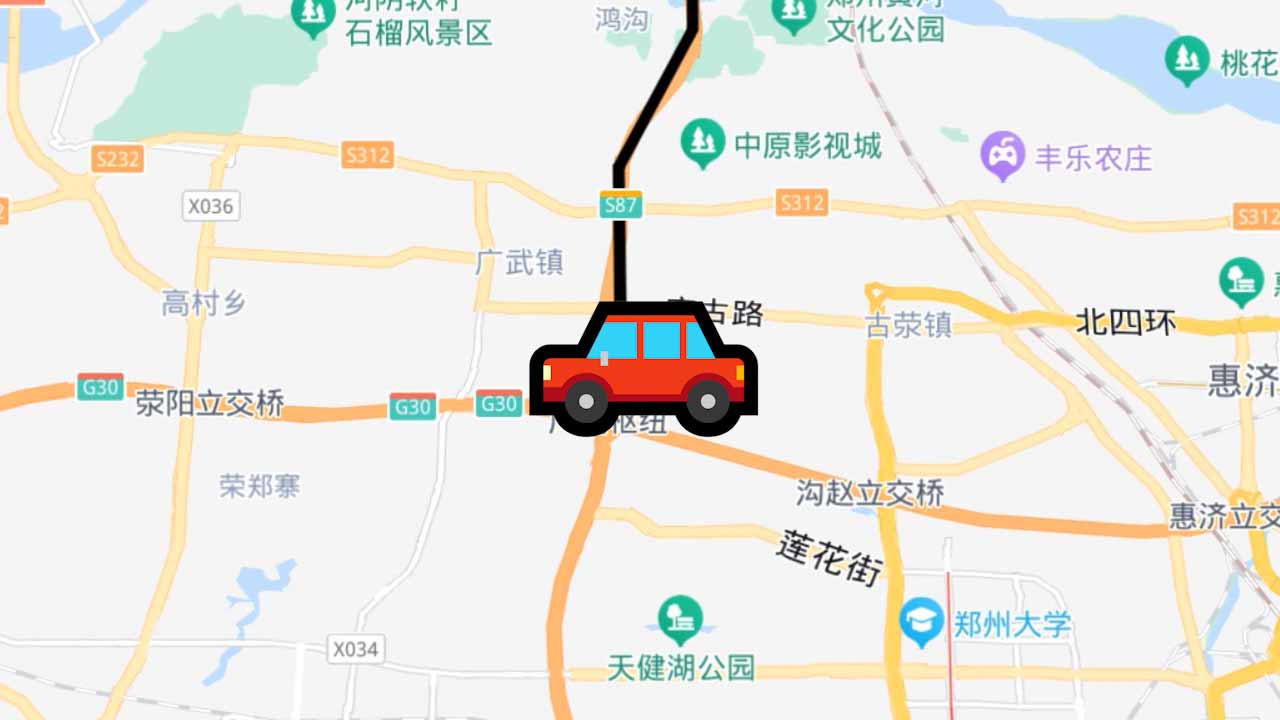 石榴风景区
鸿沟
文化公园
桃花
中原影视城
丰乐农庄
S232
S312
X036
S87
S312
S312
广武镇
高村乡
古路
古荥镇
北四环
惠济
G30
荥阳立交桥
G30
G30
枢纽
荣郑寨
沟赵立交桥
惠济立交
莲花街
郑州大学
X034
天健湖公园